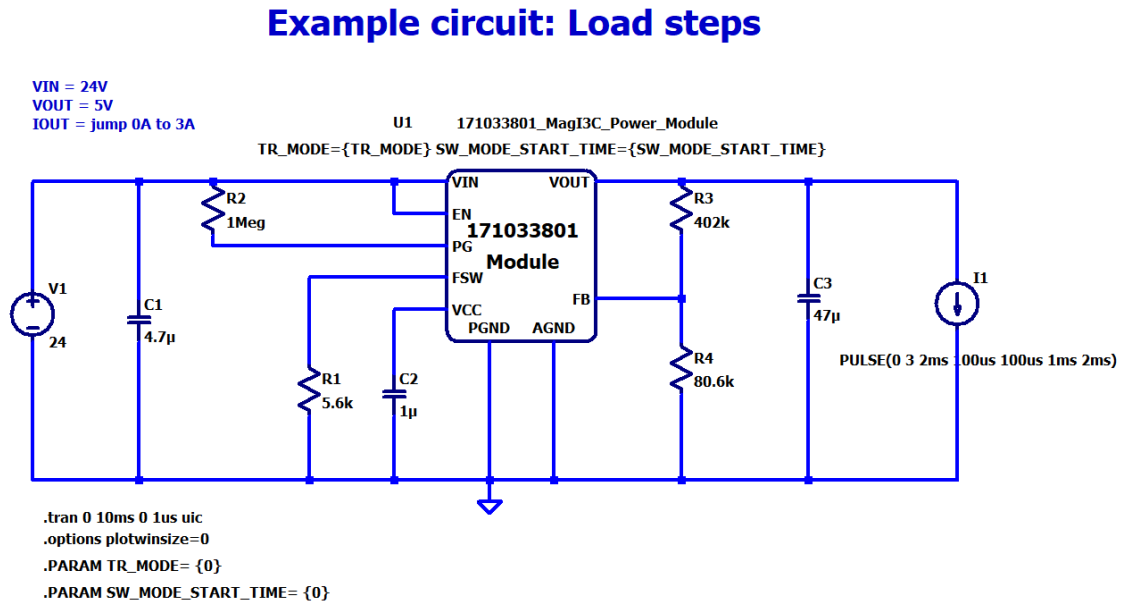 Example circuit: Load steps
VIN = 24V
VOUT = 5V
IOUT = jump 0A to 3A
U1 171033801_MagI3C_Power_Module
TR_MODE={TR_MODE} SW_MODE_START_TIME={SW_MODE_START_TIME}
VIN VOUT
R2
1Meg
EN
171033801
Module
PG
FSW
VCC
FB
PGND AGND
R3
402k
V1
24
C1
4.7µ
C3
47µ
I1
PULSE(0 3 2ms 100us 100us 1ms 2ms)
R1
5.6k
C2
1µ
R4
80.6k
.tran 0 10ms 0 1us uic
.options plotwinsize=0
.PARAM TR_MODE= {0}
.PARAM SW_MODE_START_TIME= {0}